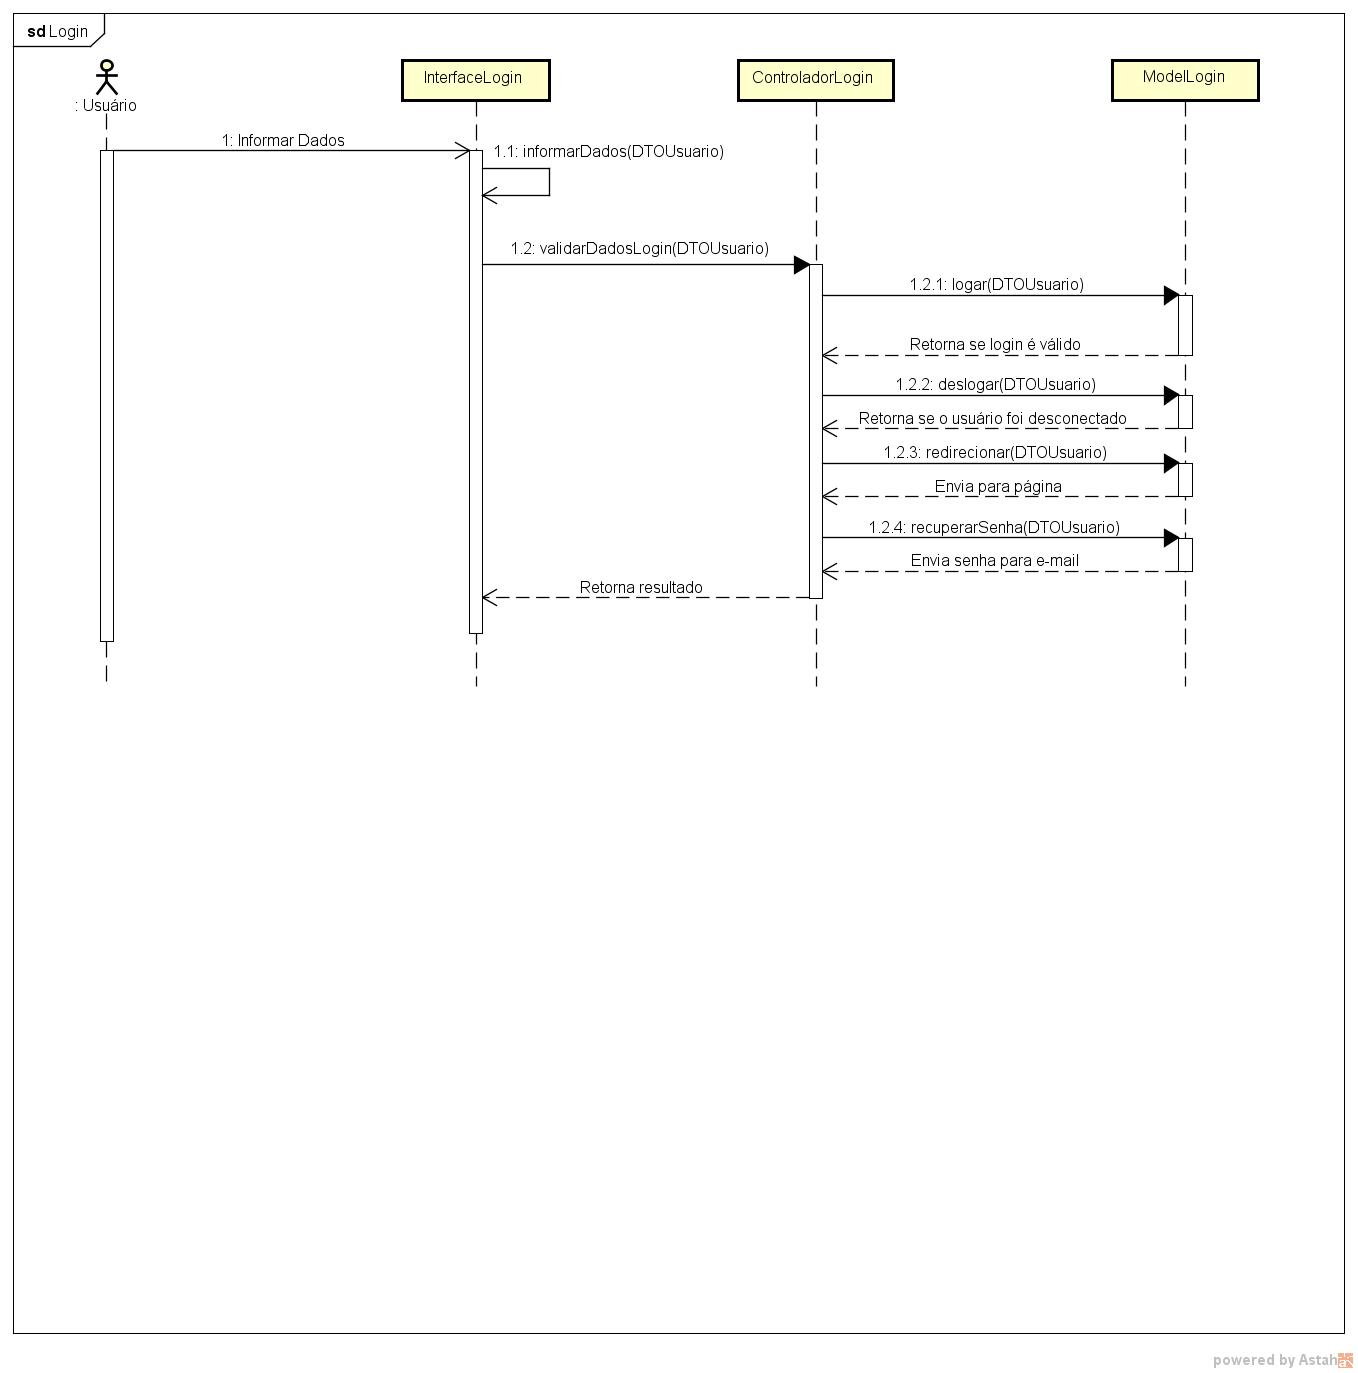 sd Login
: Usuário
InterfaceLogin
ControladorLogin
ModelLogin
1: Informar Dados
1.1: informarDados(DTOUsuario)
1.2: validarDadosLogin(DTOUsuario)
1.2.1: logar(DTOUsuario)
Retorna se login é válido
1.2.2: deslogar(DTOUsuario)
Retorna se o usuário foi desconectado
1.2.3: redirecionar(DTOUsuario)
Envia para página
1.2.4: recuperarSenha(DTOUsuario)
Envia senha para e-mail
Retorna resultado
powered by Astah